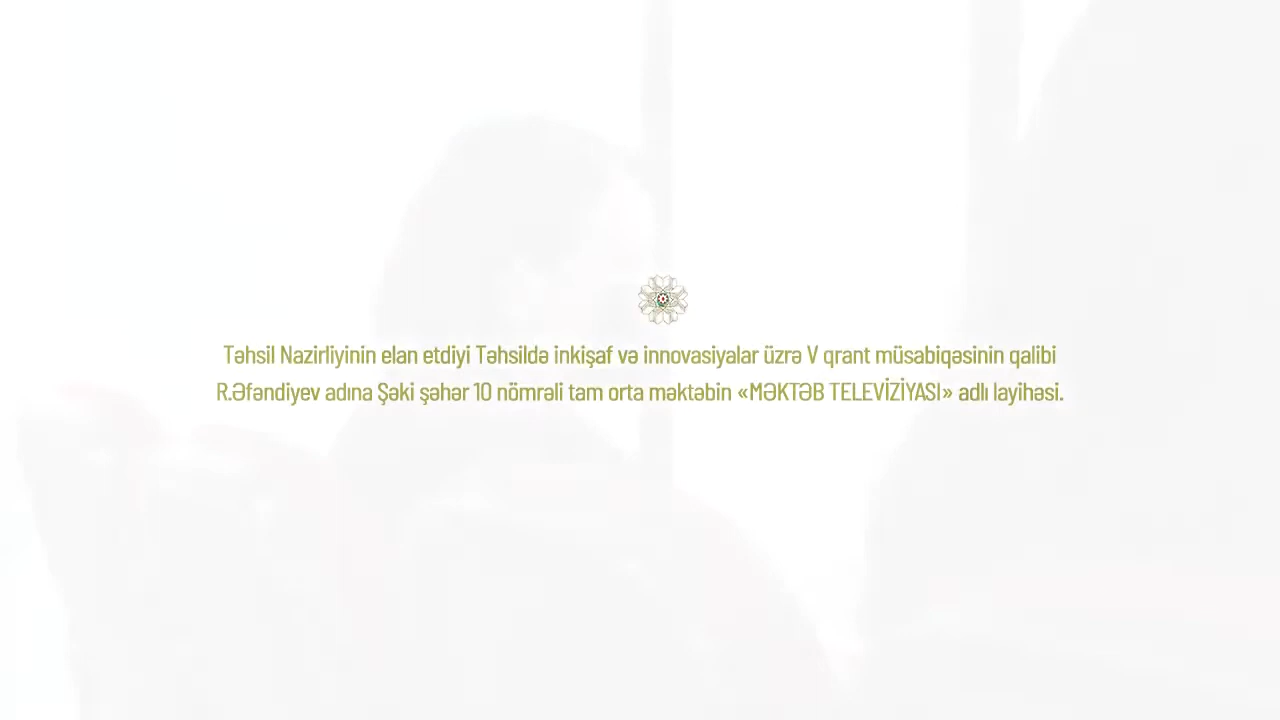 Təhsil Nazirliyinin elan etdiyi Təhsildə inkişaf və innovasiyalar üzrə V qrant müsabiqəsinin qalibi
R.Əfəndiyev adına Şəki şəhər 10 nömrəli tam orta məktəbin «MƏKTƏB TELEVİZİYASI» adlı layihəsi.